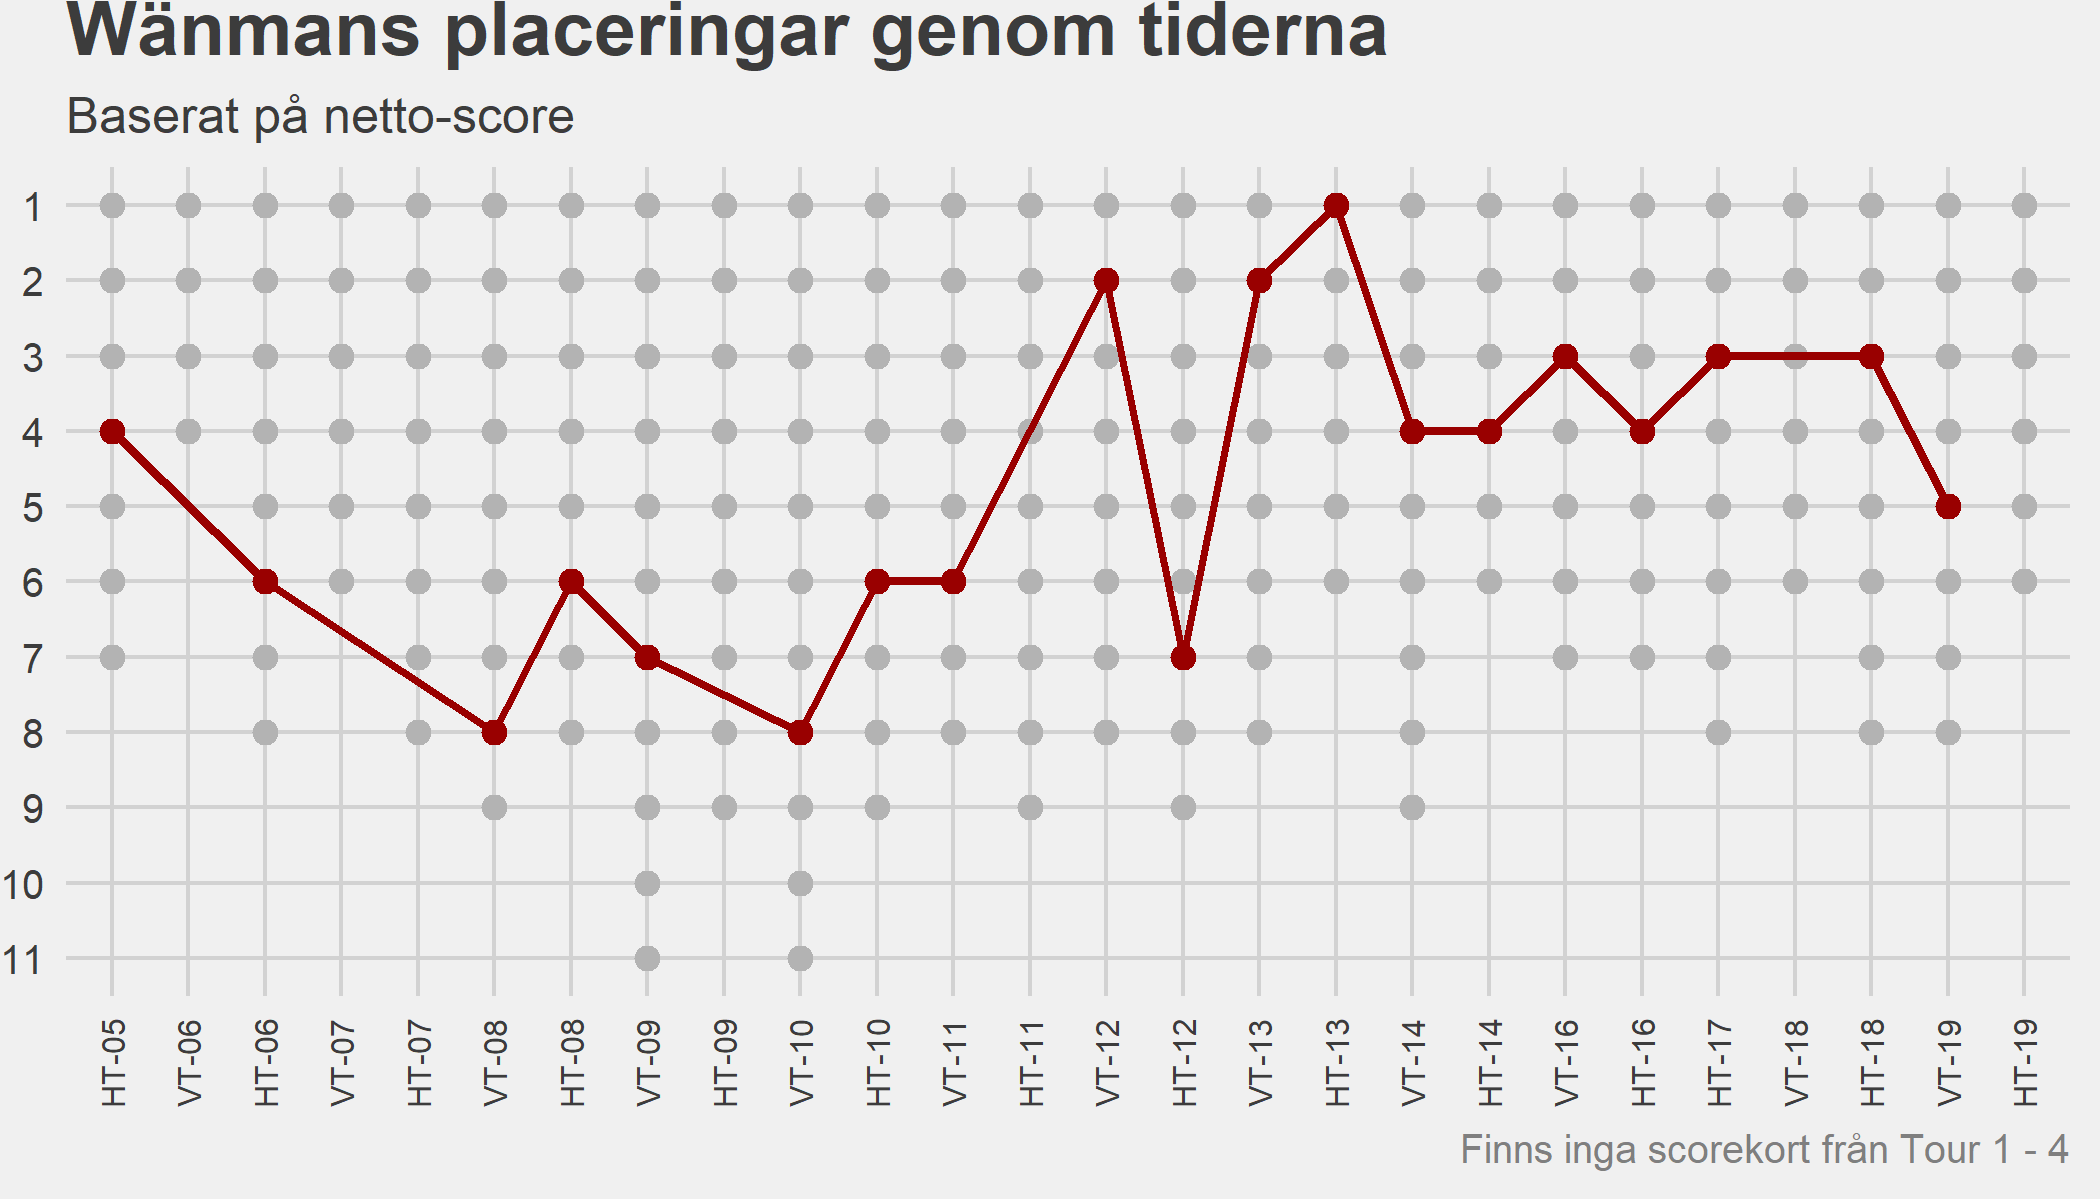 Wänmans placeringar genom tiderna
Baserat på netto-score
1
2
3
4
5
6
7
8
9
10
11
HT-05
VT-06
HT-06
VT-07
HT-07
VT-08
HT-08
VT-09
HT-09
VT-10
HT-10
VT-11
HT-11
VT-12
HT-12
VT-13
HT-13
VT-14
HT-14
VT-16
HT-16
HT-17
VT-18
HT-18
VT-19
HT-19
Finns inga scorekort från Tour 1 - 4